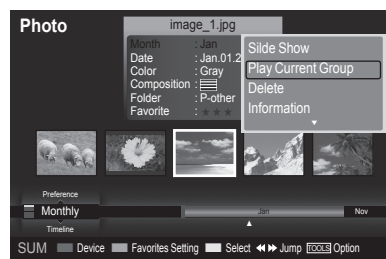 Photo
image_1.jpg
Month : Jan
Date : Jan.01.2
Color : Gray
Composition :
Folder : P-other
Favorite : ★ ★ ★
Silde Show
Play Current Group
Delete
Information
Preference
Monthly
Timeline
Jan
Nov
SUM Device Favorites Setting Select Jump TOOLS Option